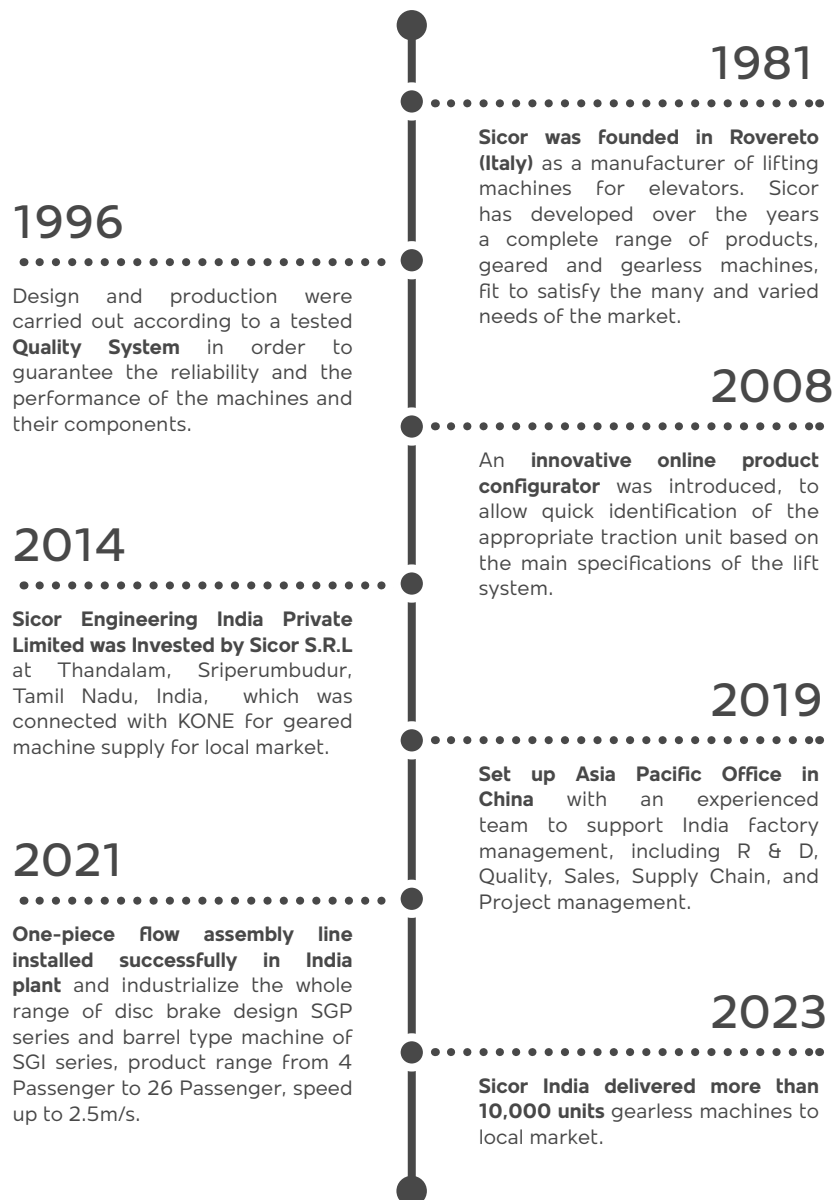 1981
Sicor was founded in Rovereto
(Italy) as a manufacturer of lifting
machines for elevators. Sicor
has developed over the years
a complete range of products,
geared and gearless machines,
fit to satisfy the many and varied
needs of the market.
1996
Design and production were
carried out according to a tested
Quality System in order to
guarantee the reliability and the
performance of the machines and
their components.
2008
An innovative online product
configurator was introduced, to
allow quick identification of the
appropriate traction unit based on
the main specifications of the lift
system.
2014
Sicor Engineering India Private
Limited was Invested by Sicor S.R.L
at Thandalam, Sriperumbudur,
Tamil Nadu, India, which was
connected with KONE for geared
machine supply for local market.
2019
Set up Asia Pacific Office in
China with an experienced
team to support India factory
management, including R & D,
Quality, Sales, Supply Chain, and
Project management.
2021
One-piece flow assembly line
installed successfully in India
plant and industrialize the whole
range of disc brake design SGP
series and barrel type machine of
SGI series, product range from 4
Passenger to 26 Passenger, speed
up to 2.5m/s.
2023
Sicor India delivered more than
10,000 units gearless machines to
local market.